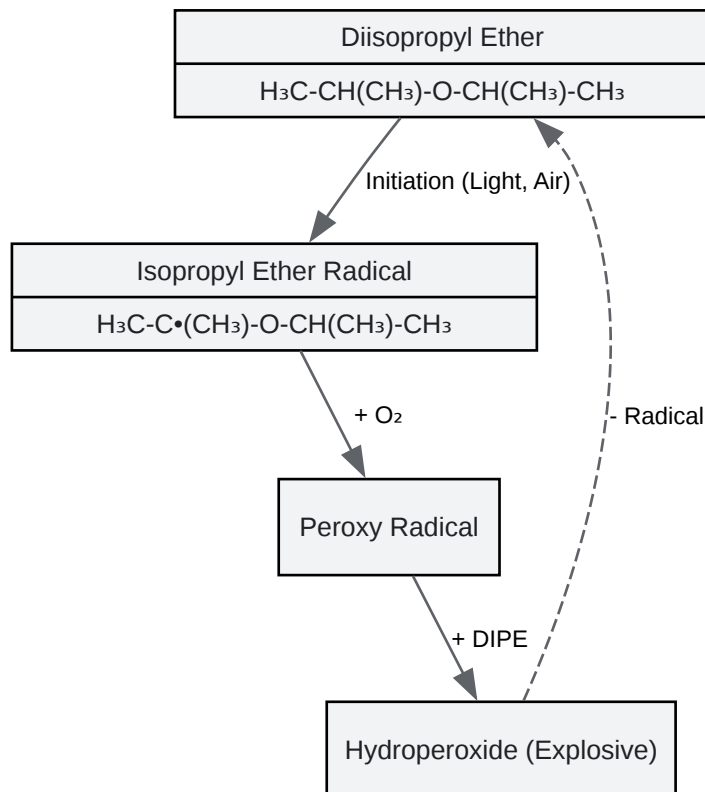 Diisopropyl Ether
H₃C-CH(CH₃)-O-CH(CH₃)-CH₃
Initiation (Light, Air)
Isopropyl Ether Radical
H₃C-C•(CH₃)-O-CH(CH₃)-CH₃
+ O₂
- Radical
Peroxy Radical
+ DIPE
Hydroperoxide (Explosive)